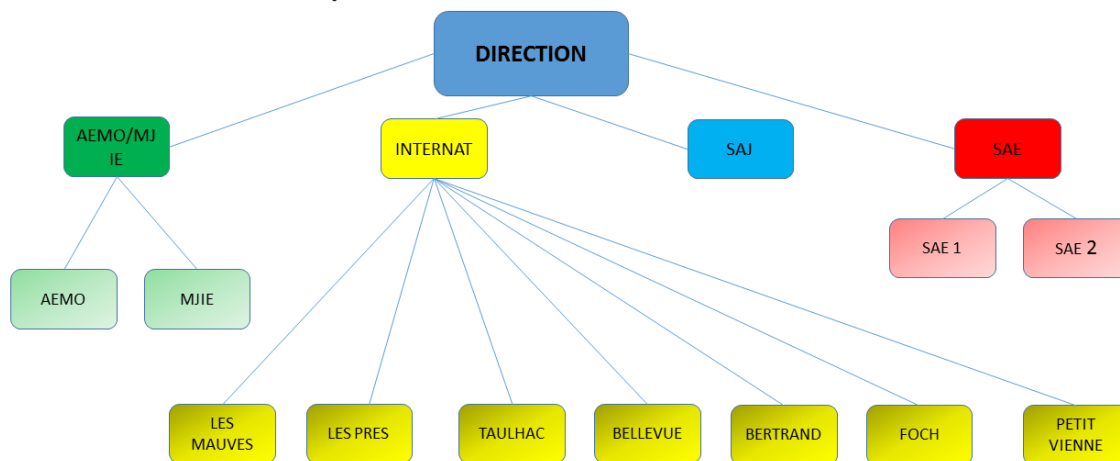 DIRECTION
AEMO/MJ
IE
INTERNAT
SAJ
SAE
SAE 1
SAE 2
AEMO
MJIE
LES
MAUVES
LES PRES
TAULHAC
BELLEVUE
BERTRAND
FOCH
PETIT
VIENNE